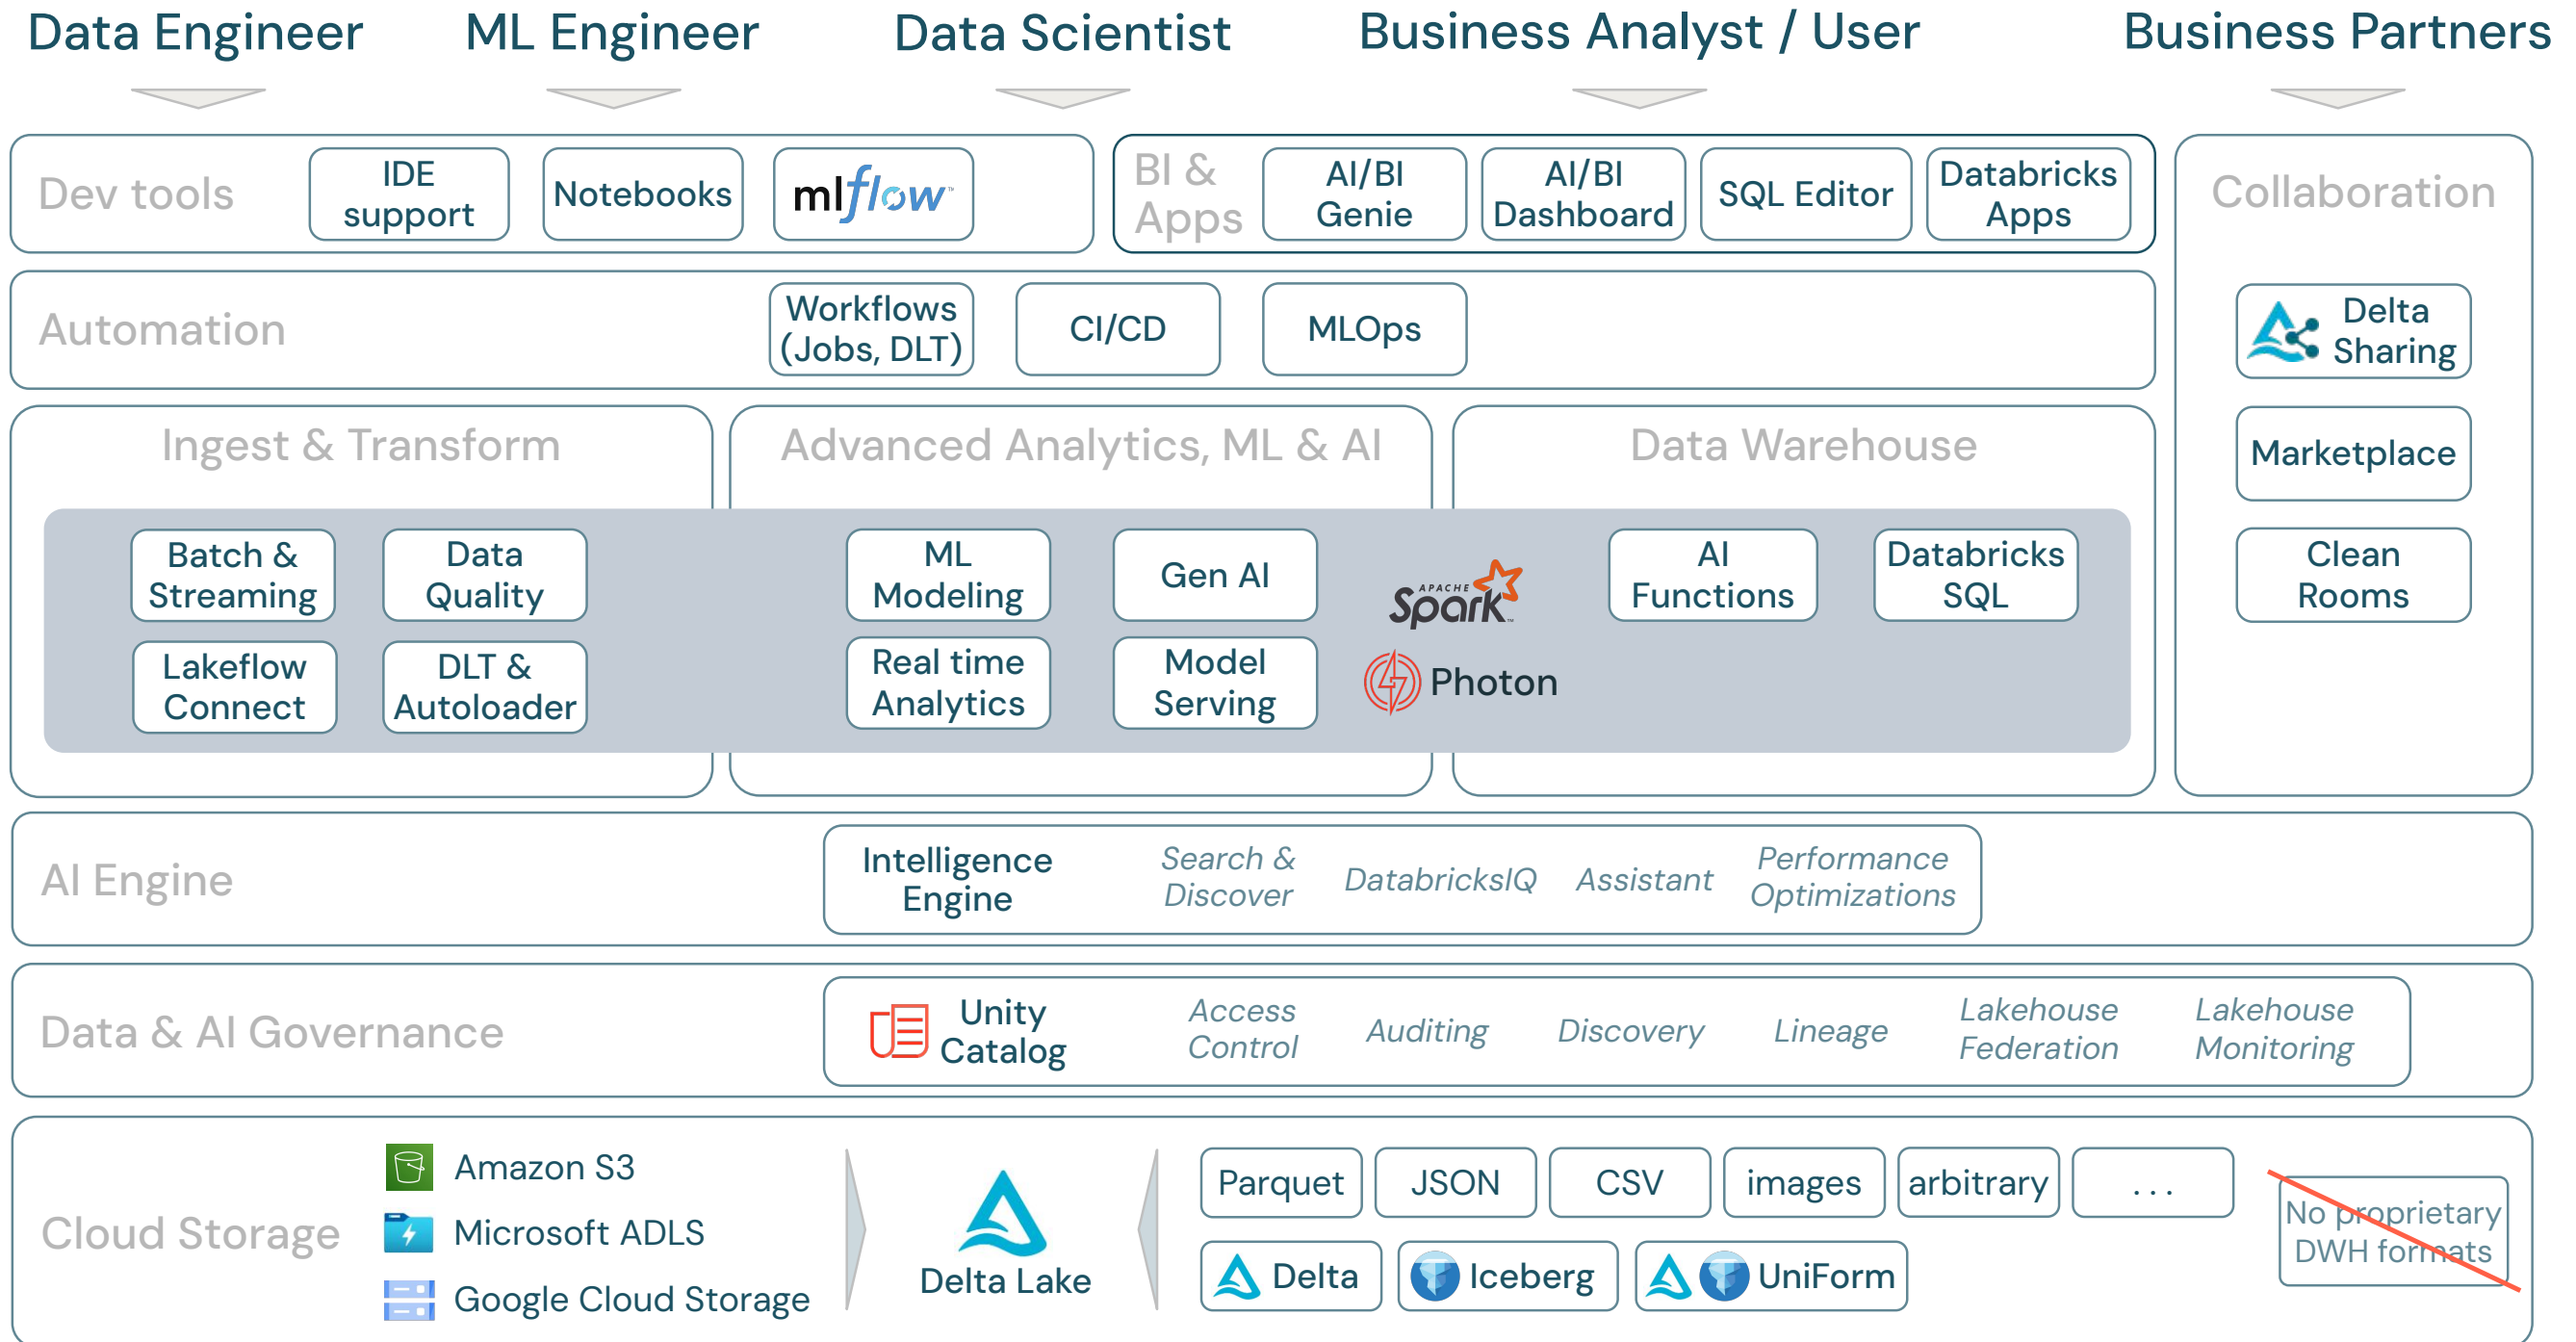 Data Engineer
ML Engineer
Data Scientist
Business Analyst / User
Business Partners
Dev tools
IDE
support
Notebooks
mlflow™
BI &
Apps
AI/BI
Genie
AI/BI
Dashboard
SQL Editor
Databricks
Apps
Collaboration
Automation
Workflows
(Jobs, DLT)
CI/CD
MLOps
Delta
Sharing
Marketplace
Clean
Rooms
Ingest & Transform
Advanced Analytics, ML & AI
Data Warehouse
Batch &
Streaming
Data
Quality
Lakeflow
Connect
DLT &
Autoloader
ML
Modeling
Gen AI
Real time
Analytics
Model
Serving
APACHE
Spark™
Photon
AI
Functions
Databricks
SQL
AI Engine
Intelligence
Engine
Search &
Discover
DatabricksIQ
Assistant
Performance
Optimizations
Data & AI Governance
Unity
Catalog
Access
Control
Auditing
Discovery
Lineage
Lakehouse
Federation
Lakehouse
Monitoring
Cloud Storage
Amazon S3
Microsoft ADLS
Google Cloud Storage
Delta Lake
Parquet
JSON
CSV
images
arbitrary
. . .
Delta
Iceberg
UniForm
No proprietary
DWH formats